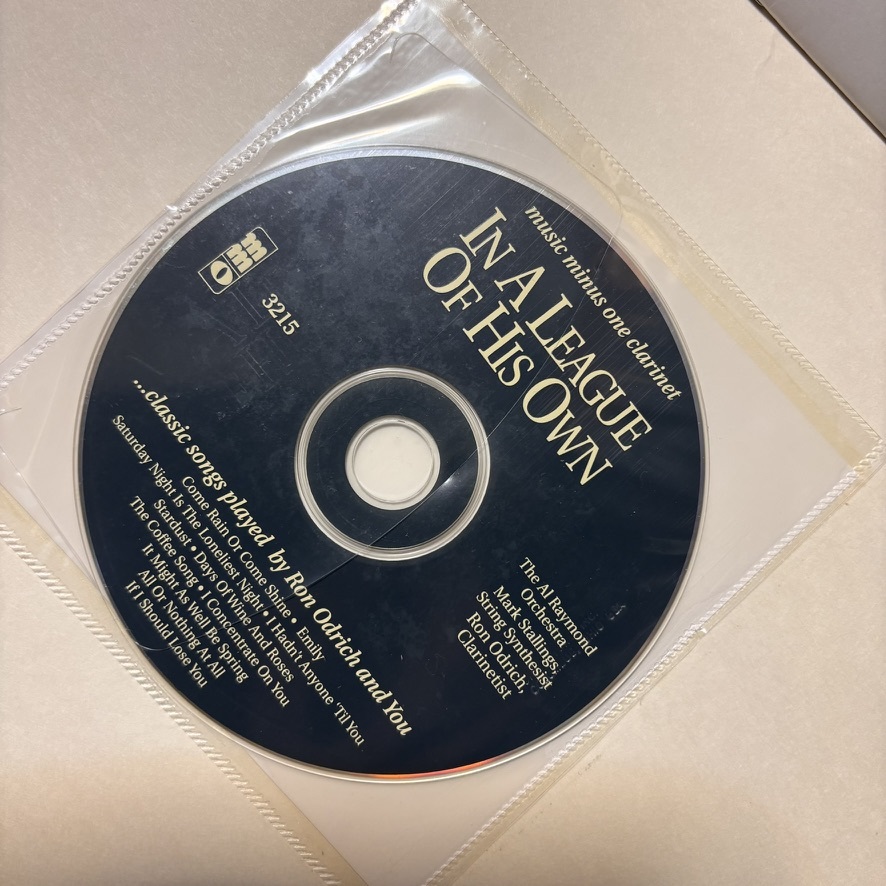 music minus one clarinet
IN A LEAGUE
OF HIS OWN
mmo
3215
The Al Raymond
Orchestra
Mark Stallings,
String Synthesist
Ron Odrich,
Clarinetist
...classic songs played by Ron Odrich and You
Come Rain Or Come Shine • Emily
Saturday Night Is The Loneliest Night • I Hadn't Anyone 'Til You
Stardust • Days Of Wine And Roses
The Coffee Song • I Concentrate On You
It Might As Well Be Spring
All Or Nothing At All
If I Should Lose You